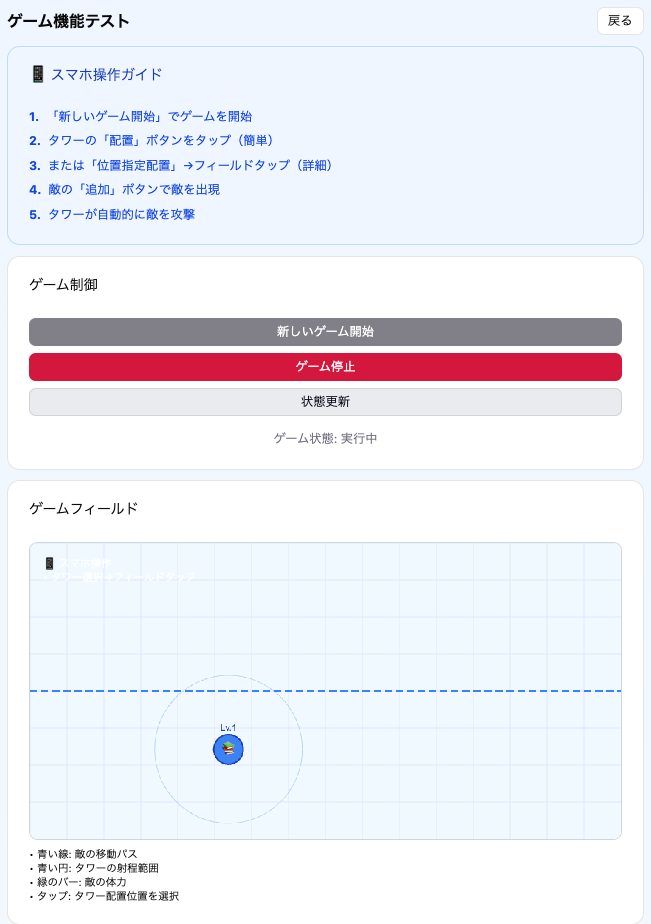 ゲーム機能テスト
戻る
スマホ操作ガイド
1. 「新しいゲーム開始」でゲームを開始
2. タワーの「配置」ボタンをタップ（簡単）
3. または「位置指定配置」→フィールドタップ（詳細）
4. 敵の「追加」ボタンで敵を出現
5. タワーが自動的に敵を攻撃
ゲーム制御
新しいゲーム開始
ゲーム停止
状態更新
ゲーム状態: 実行中
ゲームフィールド
スマホ操作
タワー選択→フィールドタップ
Lv.1
• 青い線: 敵の移動パス
• 青い円: タワーの射程範囲
• 緑のバー: 敵の体力
• タップ: タワー配置位置を選択